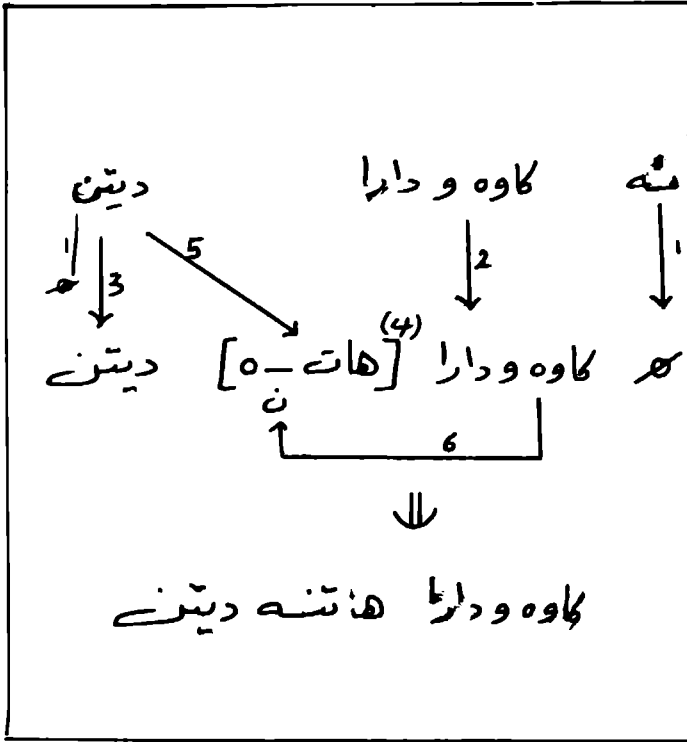 منه کاوه و دارا دیتن
1 2 3 5 1
ø کاوه و دارا [هات – ه](4) دیتن
ن
6
کاوه و دارا هاتنه دیتن